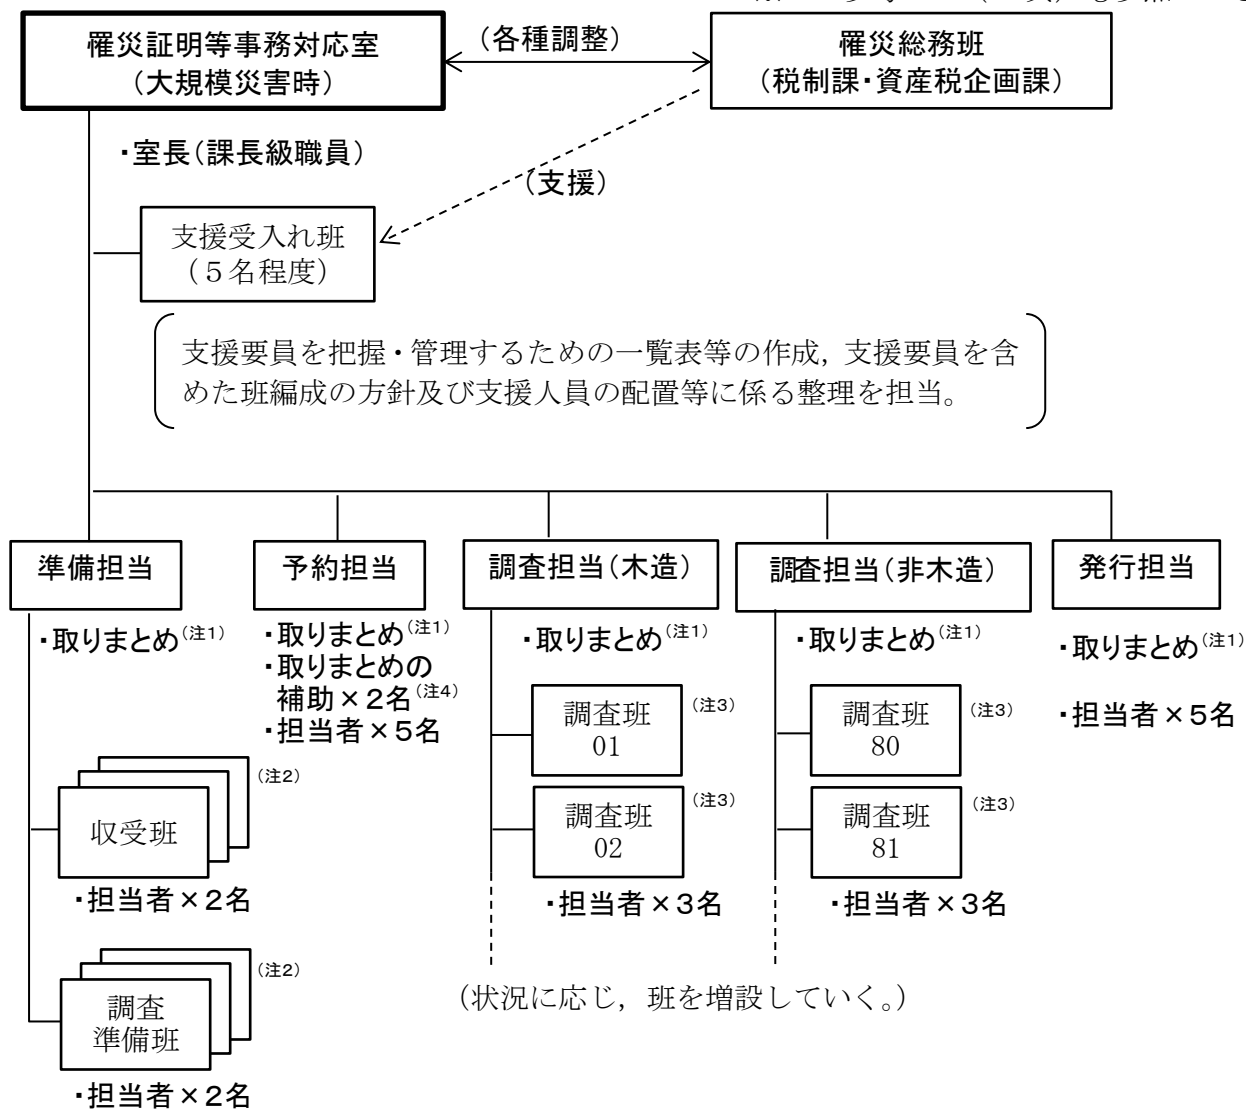 罹災証明等事務対応室
(大規模災害時)
(各種調整)
罹災総務班
(税制課・資産税企画課)
・室長(課長級職員)
(支援)
支援受入れ班
(5名程度)
支援要員を把握・管理するための一覧表等の作成,支援要員を含
めた班編成の方針及び支援人員の配置等に係る整理を担当。
準備担当
・取りまとめ(注1)
収受班
(注2)
・担当者×2名
調査
準備班
(注2)
・担当者×2名
予約担当
・取りまとめ(注1)
・取りまとめの
補助×2名(注4)
・担当者×5名
調査担当(木造)
・取りまとめ(注1)
調査班
01
(注3)
調査班
02
(注3)
・担当者×3名
調査担当(非木造)
・取りまとめ(注1)
調査班
80
(注3)
調査班
81
(注3)
・担当者×3名
発行担当
・取りまとめ(注1)
・担当者×5名
(状況に応じ,班を増設していく。)